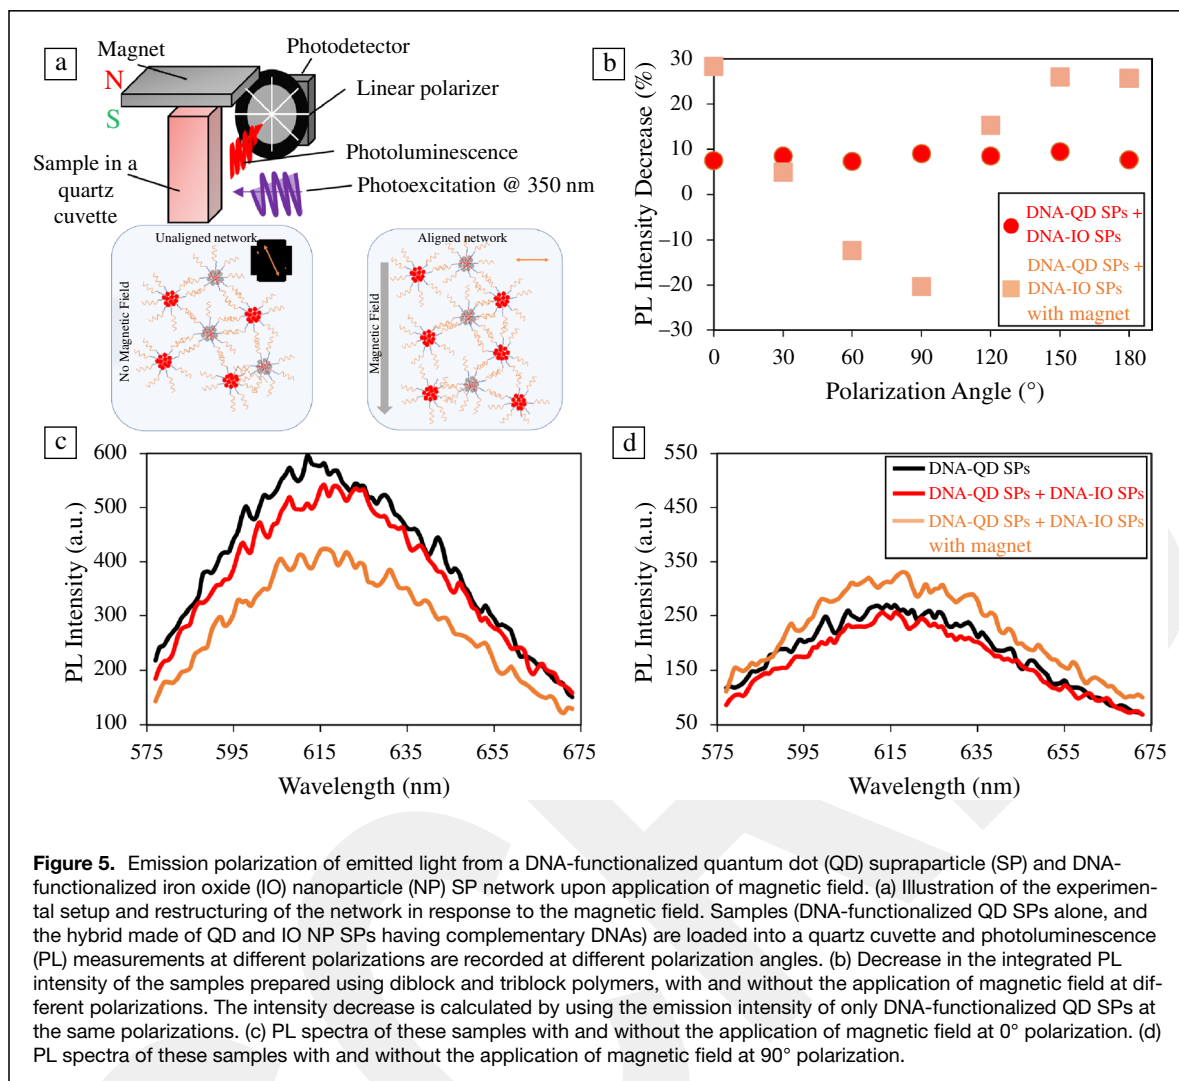 a
Magnet
Photodetector
N
S
Linear polarizer
Sample in a
quartz
cuvette
Photoluminescence
Photoexcitation @ 350 nm
Unaligned network
No Magnetic Field
Aligned network
Magnetic Field
b
PL Intensity Decrease (%)
30
20
10
0
–10
–20
–30
0
30
60
90
120
150
180
Polarization Angle (°)
DNA-QD SPs +
DNA-IO SPs
DNA-QD SPs +
DNA-IO SPs
with magnet
c
PL Intensity (a.u.)
600
500
400
300
200
100
575
595
615
635
655
675
Wavelength (nm)
d
PL Intensity (a.u.)
550
450
350
250
150
50
575
595
615
635
655
675
Wavelength (nm)
DNA-QD SPs
DNA-QD SPs + DNA-IO SPs
DNA-QD SPs + DNA-IO SPs
with magnet
Figure 5. Emission polarization of emitted light from a DNA-functionalized quantum dot (QD) supraparticle (SP) and DNA-
functionalized iron oxide (IO) nanoparticle (NP) SP network upon application of magnetic field. (a) Illustration of the experimen-
tal setup and restructuring of the network in response to the magnetic field. Samples (DNA-functionalized QD SPs alone, and
the hybrid made of QD and IO NP SPs having complementary DNAs) are loaded into a quartz cuvette and photoluminescence
(PL) measurements at different polarizations are recorded at different polarization angles. (b) Decrease in the integrated PL
intensity of the samples prepared using diblock and triblock polymers, with and without the application of magnetic field at dif-
ferent polarizations. The intensity decrease is calculated by using the emission intensity of only DNA-functionalized QD SPs at
the same polarizations. (c) PL spectra of these samples with and without the application of magnetic field at 0° polarization. (d)
PL spectra of these samples with and without the application of magnetic field at 90° polarization.